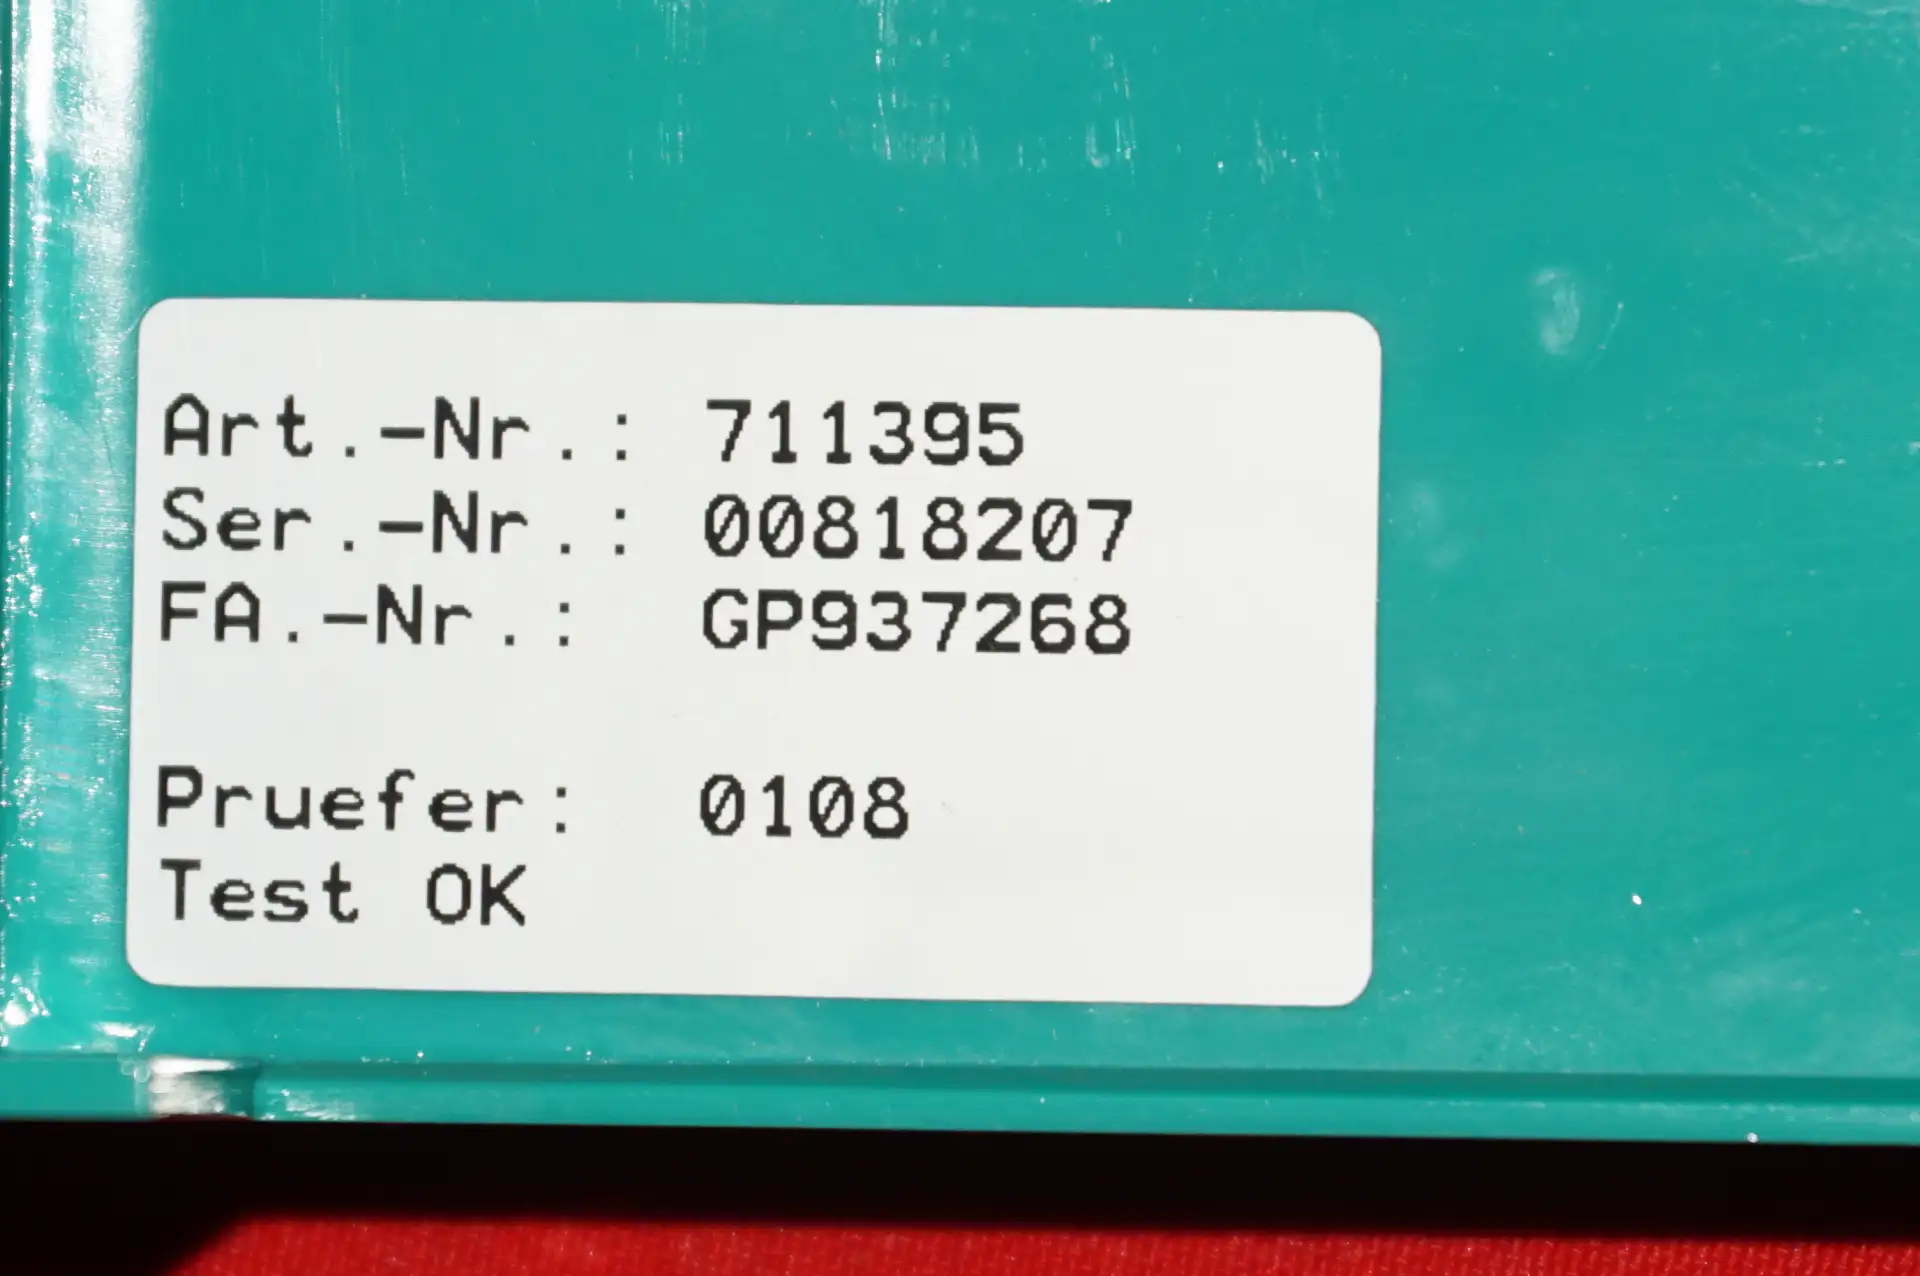 Art.-Nr.: 711395
Ser.-Nr.: 00818207
FA.-Nr.: GP937268
Pruefer: 0108
Test OK